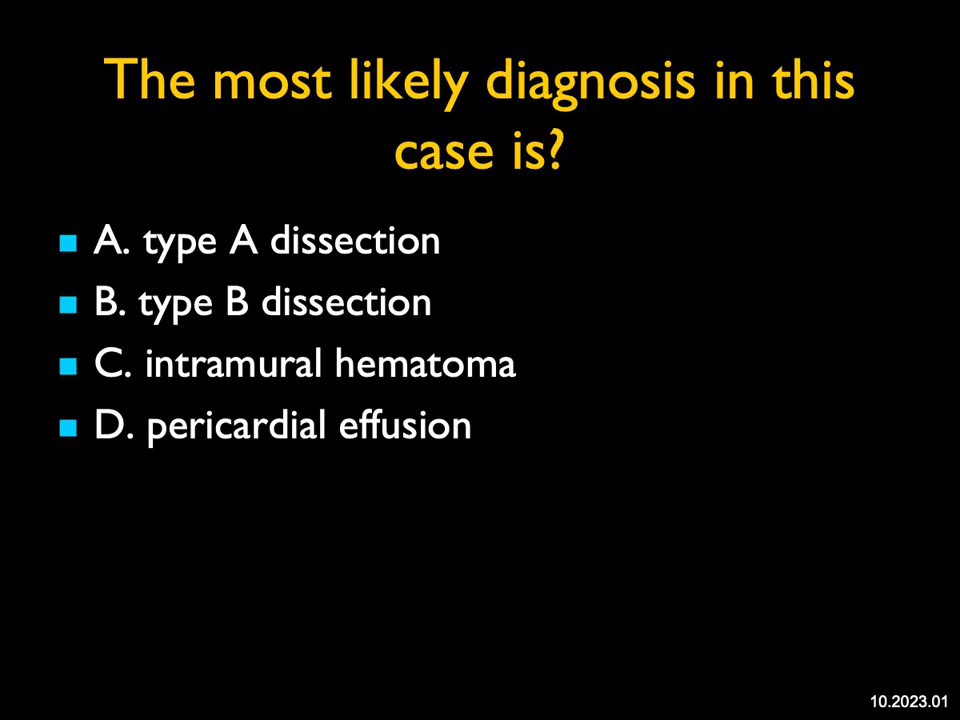 The most likely diagnosis in this
case is?
A. type A dissection
B. type B dissection
C. intramural hematoma
D. pericardial effusion
10.2023.01